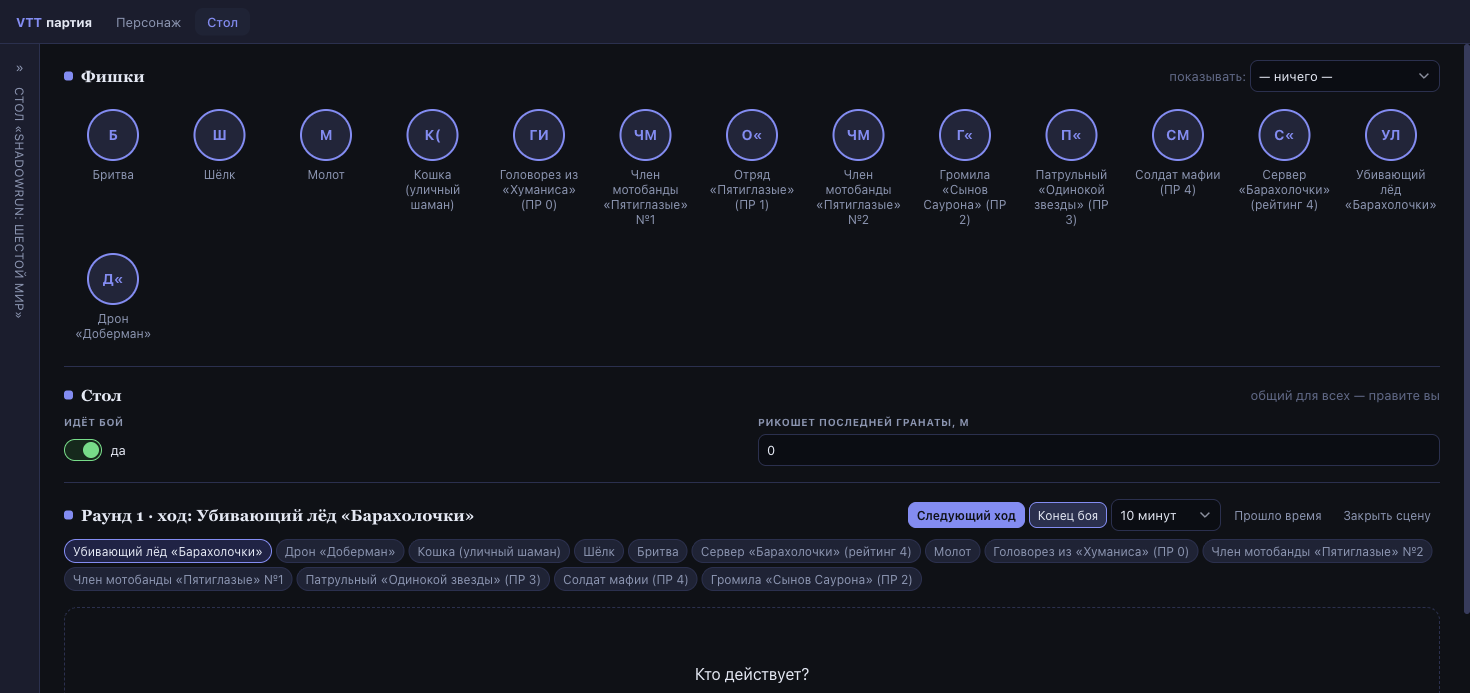 VTT партия Персонаж Стол
»
СТОЛ «SHADOWRUN: ШЕСТОЙ МИР»
Фишки
показывать: — ничего —
Б
Бритва
Ш
Шёлк
М
Молот
К(
Кошка
(уличный
шаман)
ГИ
Головорез из
«Хуманиса»
(ПР 0)
ЧМ
Член
мотобанды
«Пятиглазые»
№1
О«
Отряд
«Пятиглазые»
(ПР 1)
ЧМ
Член
мотобанды
«Пятиглазые»
№2
Г«
Громила
«Сынов
Саурона» (ПР
2)
П«
Патрульный
«Одинокой
звезды» (ПР
3)
СМ
Солдат мафии
(ПР 4)
С«
Сервер
«Барахолочки»
(рейтинг 4)
УЛ
Убивающий
лёд
«Барахолочки»
Д«
Дрон
«Доберман»
Стол
общий для всех — правите вы
ИДЁТ БОЙ
да
РИКОШЕТ ПОСЛЕДНЕЙ ГРАНАТЫ, М
0
Раунд 1 · ход: Убивающий лёд «Барахолочки»
Следующий ход Конец боя 10 минут Прошло время Закрыть сцену
Убивающий лёд «Барахолочки» Дрон «Доберман» Кошка (уличный шаман) Шёлк Бритва Сервер «Барахолочки» (рейтинг 4) Молот Головорез из «Хуманиса» (ПР 0) Член мотобанды «Пятиглазые» №2
Член мотобанды «Пятиглазые» №1 Патрульный «Одинокой звезды» (ПР 3) Солдат мафии (ПР 4) Громила «Сынов Саурона» (ПР 2)
Кто действует?